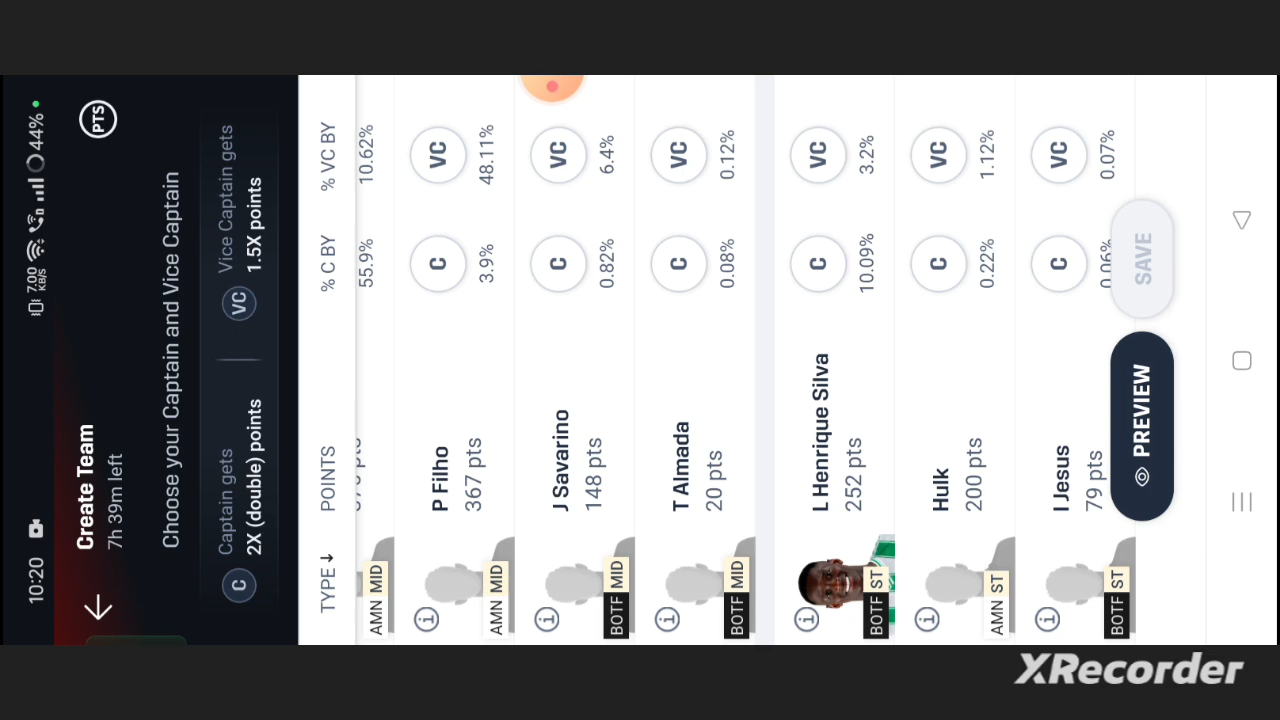 10:20
7.00 KB/S
44%
Create Team
7h 39m left
PTS
Choose your Captain and Vice Captain
C
Captain gets
2X (double) points
VC
Vice Captain gets
1.5X points
TYPE ↓
POINTS
% C BY
% VC BY
AMN MID
55.9%
10.62%
P Filho
367 pts
AMN MID
C
3.9%
VC
48.11%
J Savarino
148 pts
BOTF MID
C
0.82%
VC
6.4%
T Almada
20 pts
BOTF MID
C
0.08%
VC
0.12%
L Henrique Silva
252 pts
BOTF ST
C
10.09%
VC
3.2%
Hulk
200 pts
AMN ST
C
0.22%
VC
1.12%
I Jesus
79 pts
BOTF ST
C
0.06%
VC
0.07%
PREVIEW
SAVE
XRecorder